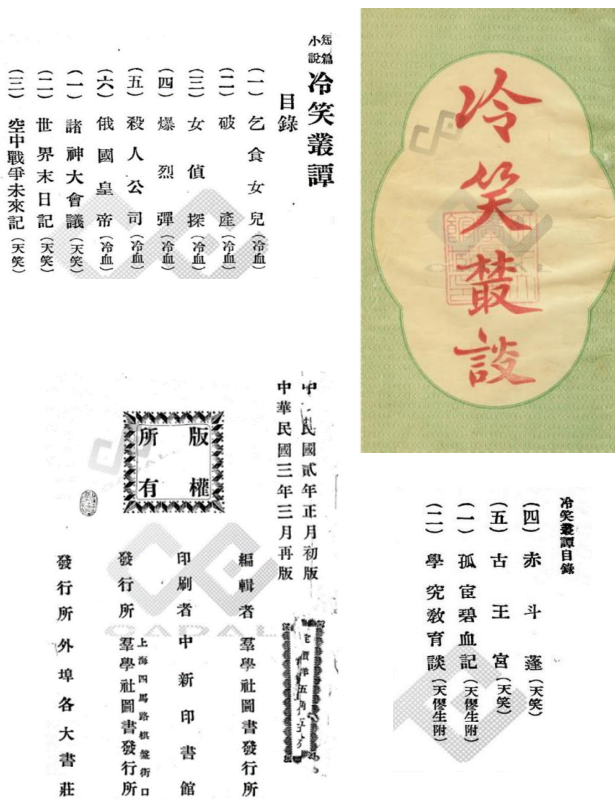 短篇小說 冷笑叢譚
目錄
(一)乞食女兒(冷血)
(二)破產(冷血)
(三)女偵探(冷血)
(四)爆烈彈(冷血)
(五)殺人公司(冷血)
(六)俄國皇帝(冷血)
(一)諸神大會議(天笑)
(二)世界末日記(天笑)
(三)空中戰爭未來記(天笑)
冷笑叢談
冷笑叢譚目錄
(四)赤斗蓬(天笑)
(五)古王宮(天笑)
(一)孤宦碧血記(天僇生附)
(二)學究教育談(天僇生附)
中 民國貳年正月初版
中華民國三年三月再版
版權所有
定價洋五角
編輯者 羣學社圖書發行所
印刷者 中新印書館
上海四馬路棋盤街口
發行所 羣學社圖書發行所
發行所 外埠各大書莊
CADAL